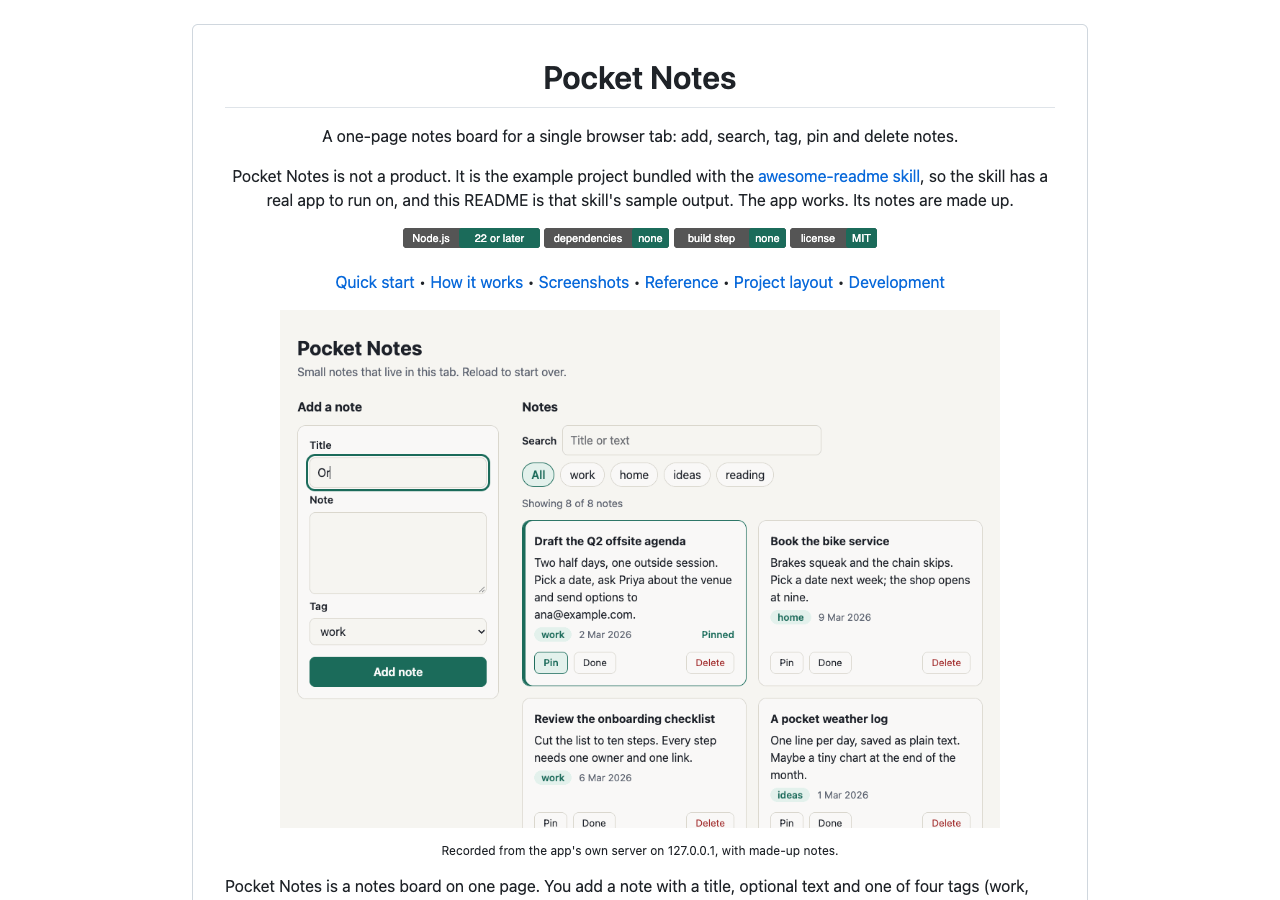 Pocket Notes
A one-page notes board for a single browser tab: add, search, tag, pin and delete notes.
Pocket Notes is not a product. It is the example project bundled with the awesome-readme skill, so the skill has a
real app to run on, and this README is that skill's sample output. The app works. Its notes are made up.
Node.js 22 or later dependencies none build step none license MIT
Quick start • How it works • Screenshots • Reference • Project layout • Development
Pocket Notes
Small notes that live in this tab. Reload to start over.
Add a note
Title
Or
Note
Tag
work
Add note
Notes
Search Title or text
All work home ideas reading
Showing 8 of 8 notes
Draft the Q2 offsite agenda
Two half days, one outside session.
Pick a date, ask Priya about the venue
and send options to
ana@example.com.
work 2 Mar 2026 Pinned
Pin Done Delete
Book the bike service
Brakes squeak and the chain skips.
Pick a date next week; the shop opens
at nine.
home 9 Mar 2026
Pin Done Delete
Review the onboarding checklist
Cut the list to ten steps. Every step
needs one owner and one link.
work 6 Mar 2026
Pin Done Delete
A pocket weather log
One line per day, saved as plain text.
Maybe a tiny chart at the end of the
month.
ideas 1 Mar 2026
Pin Done Delete
Recorded from the app's own server on 127.0.0.1, with made-up notes.
Pocket Notes is a notes board on one page. You add a note with a title, optional text and one of four tags (work,